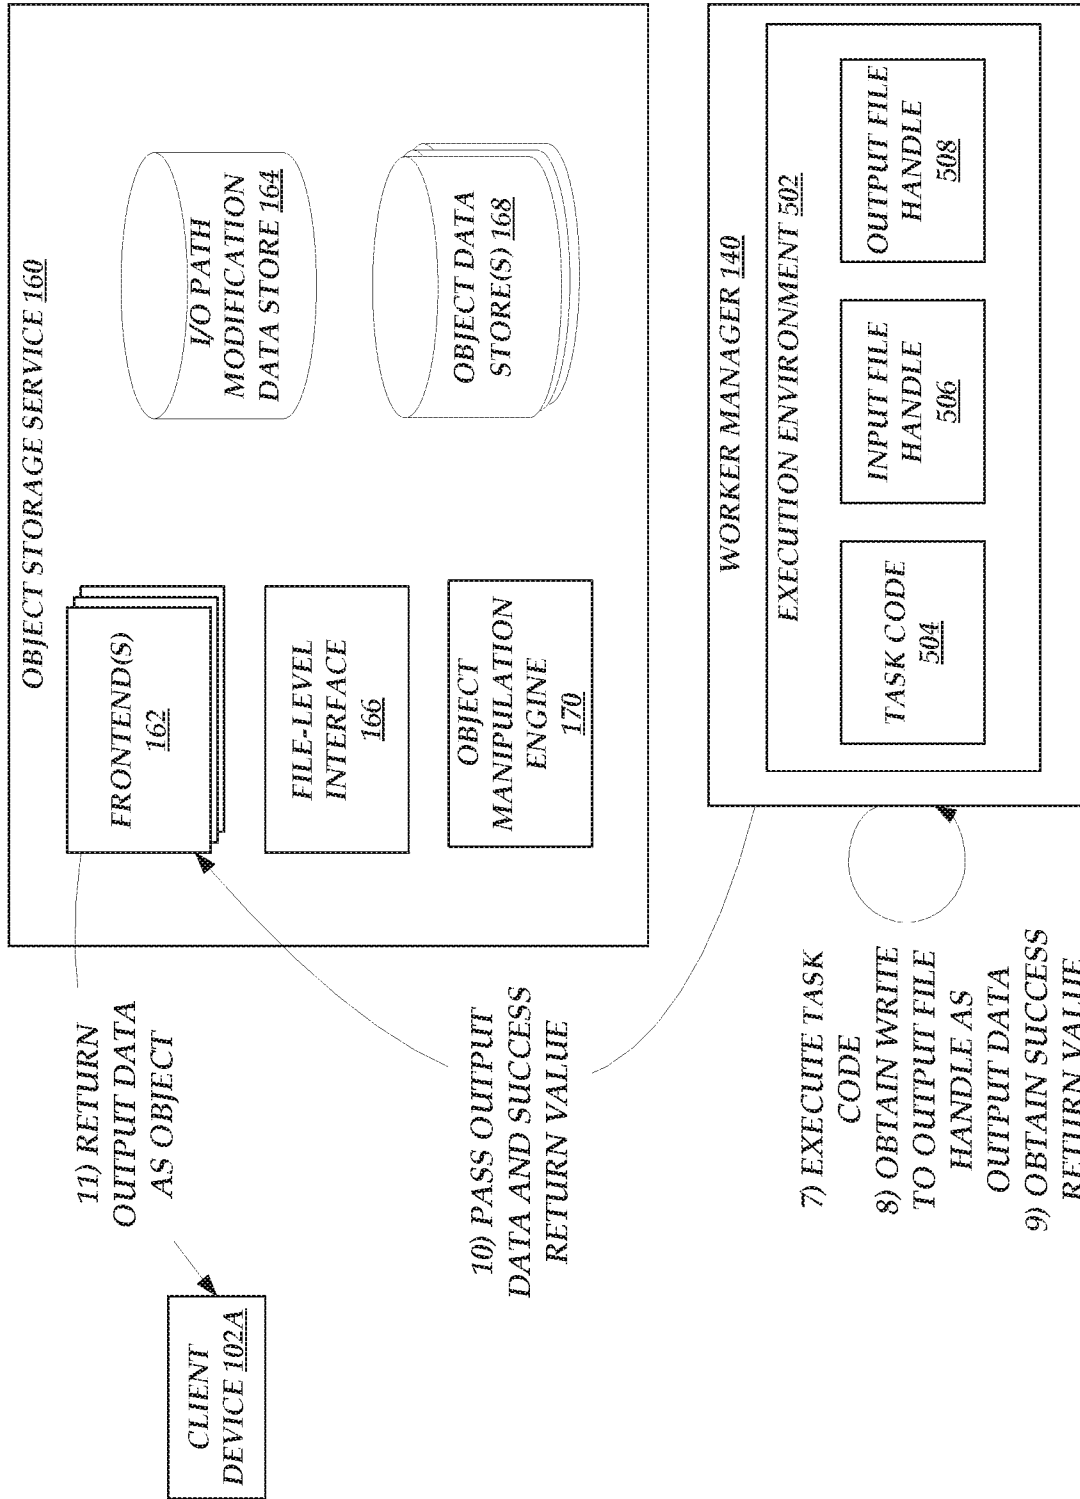 OBJECT STORAGE SERVICE 160
FRONTEND(S)
162
I/O PATH
MODIFICATION
DATA STORE 164
FILE-LEVEL
INTERFACE
166
OBJECT DATA
STORE(S) 168
OBJECT
MANIPULATION
ENGINE
170
11) RETURN
OUTPUT DATA
AS OBJECT
CLIENT
DEVICE 102A
10) PASS OUTPUT
DATA AND SUCCESS
RETURN VALUE
WORKER MANAGER 140
EXECUTION ENVIRONMENT 502
TASK CODE
504
INPUT FILE
HANDLE
506
OUTPUT FILE
HANDLE
508
7) EXECUTE TASK
CODE
8) OBTAIN WRITE
TO OUTPUT FILE
HANDLE AS
OUTPUT DATA
9) OBTAIN SUCCESS
RETURN VALUE